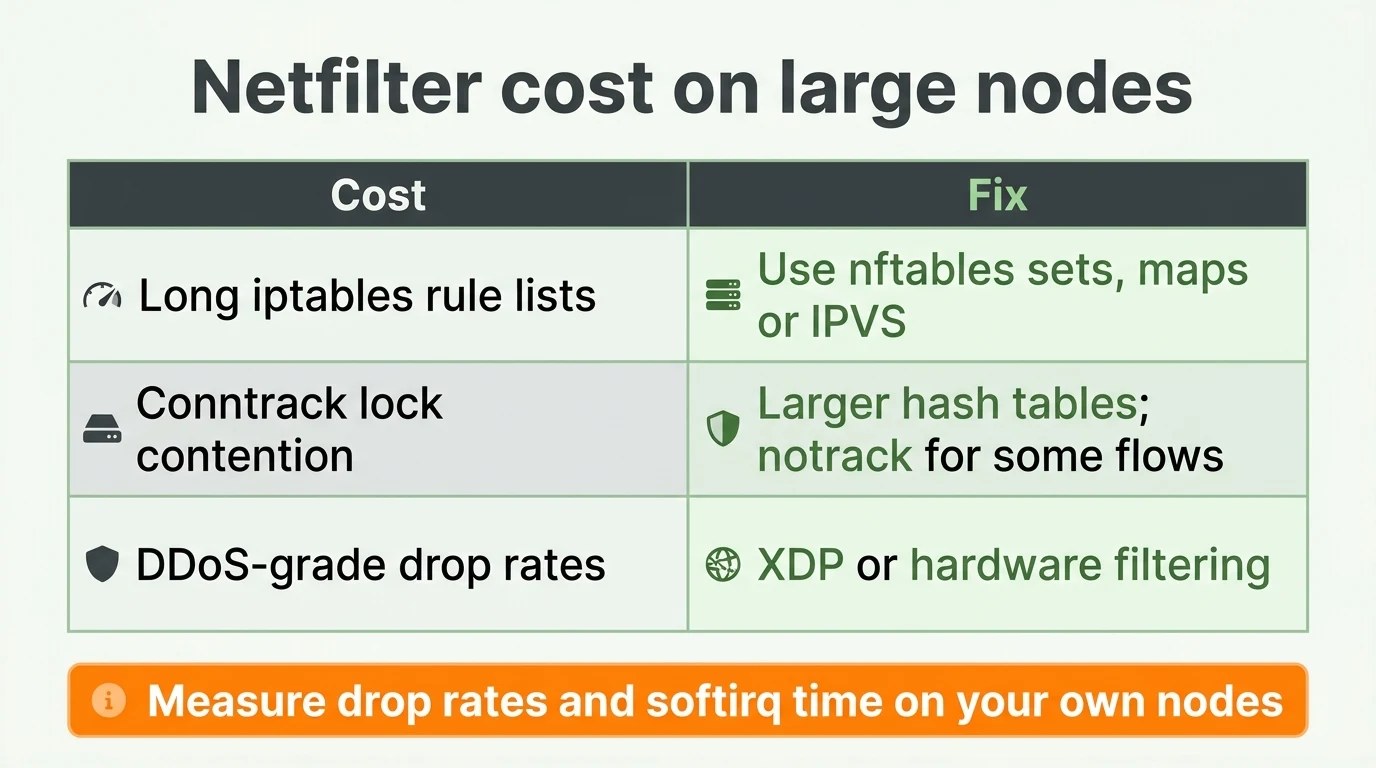 Netfilter cost on large nodes
Cost
Fix
Long iptables rule lists
Use nftables sets, maps
or IPVS
Conntrack lock
contention
Larger hash tables;
notrack for some flows
DDoS-grade drop rates
XDP or hardware filtering
Measure drop rates and softirq time on your own nodes